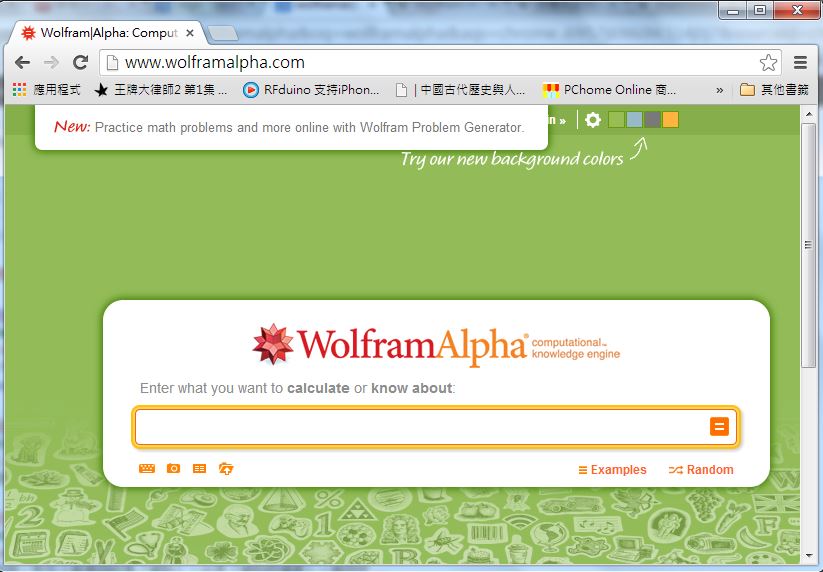 Wolfram|Alpha: Comput
www.wolframalpha.com
應用程式 王牌大律師2 第1集 ... RFduino 支持iPhon... | 中國古代歷史與人... PChome Online 商... » 其他書籤
New: Practice math problems and more online with Wolfram Problem Generator.
n »
Try our new background colors
WolframAlpha® computational™ knowledge engine
Enter what you want to calculate or know about:
=
Examples Random